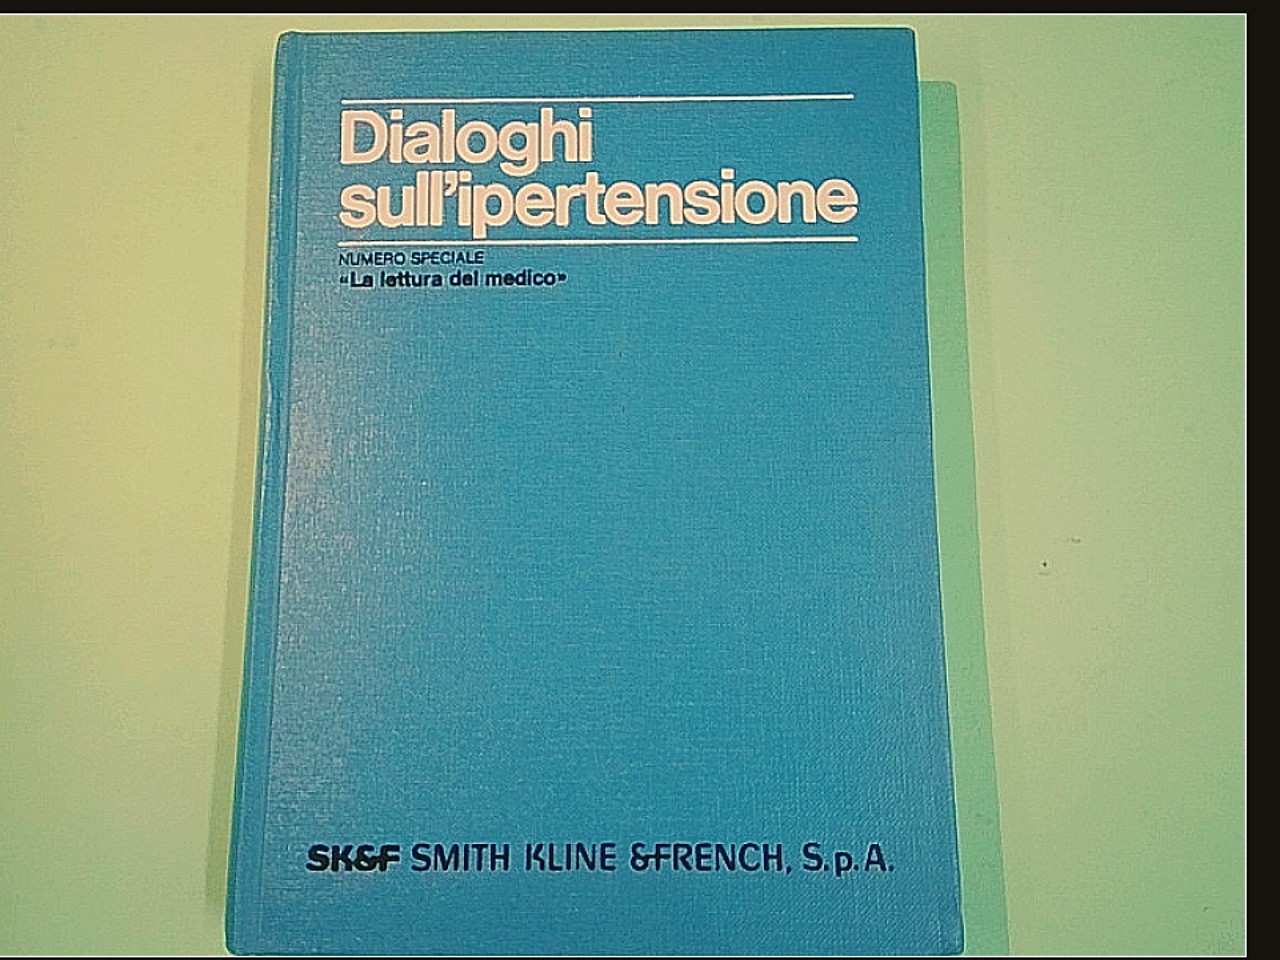 Dialoghi
sull'ipertensione
NUMERO SPECIALE
«La lettura del medico»
SK&F SMITH KLINE &FRENCH, S.p.A.